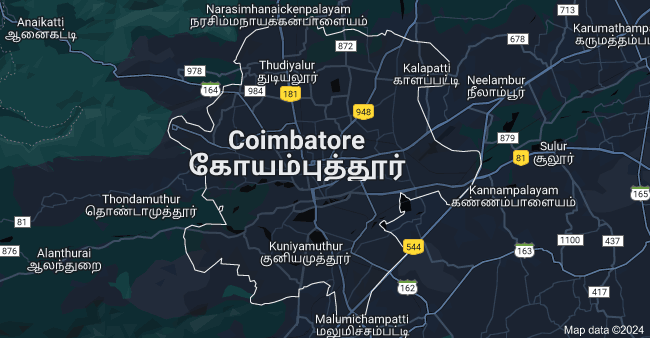 Narasimhanaickenpalayam
நரசிம்மநாயக்கன்பாளையம்
713
Anaikatti
ஆனைகட்டி
Karumathamp
கருமத்தம்ப
872
678
Thudiyalur
துடியலூர்
Kalapatti
காளப்பட்டி
978
Neelambur
நீலாம்பூர்
164
984
181
948
Coimbatore
கோயம்புத்தூர்
879
Sulur
சூலூர்
81
Kannampalayam
கண்ணம்பாளையம்
165
Thondamuthur
தொண்டாமுத்தூர்
81
876
Alanthurai
ஆலந்துறை
Kuniyamuthur
குனியமுத்தூர்
544
163
1100
437
162
417
Malumichampatti
மலுமிச்சம்பட்டி
Map data ©2024